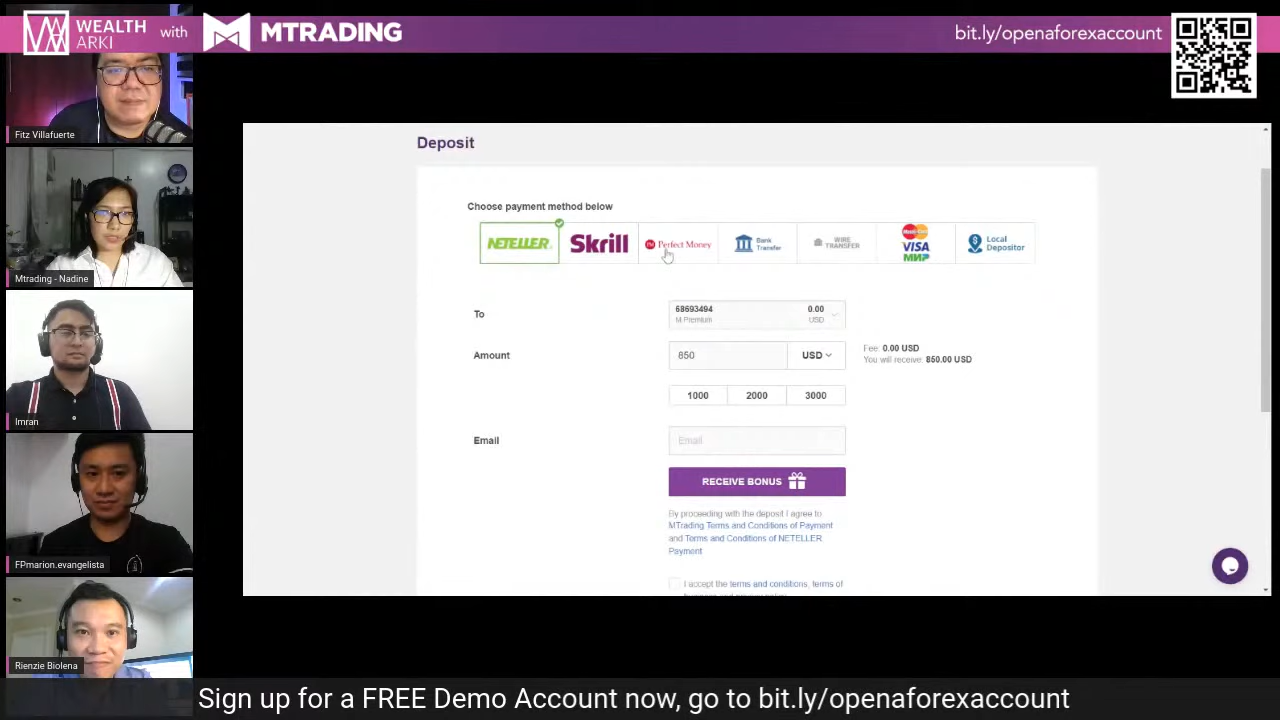 WEALTH
ARKI
with
MTRADING
bit.ly/openaforexaccount
Fitz Villafuerte
Mtrading - Nadine
Imran
FPmarion.evangelista
Rienzie Biolena
Deposit
Choose payment method below
NETELLER
Skrill
PM Perfect Money
Bank
Transfer
WIRE
TRANSFER
MasterCard
VISA
МИР
Local
Depositor
To
68693494
0.00
M.Premium
USD
Amount
850
USD
Fee: 0.00 USD
You will receive: 850.00 USD
1000
2000
3000
Email
Email
RECEIVE BONUS
By proceeding with the deposit I agree to
MTrading Terms and Conditions of Payment
and Terms and Conditions of NETELLER
Payment
I accept the terms and conditions, terms of
Sign up for a FREE Demo Account now, go to bit.ly/openaforexaccount